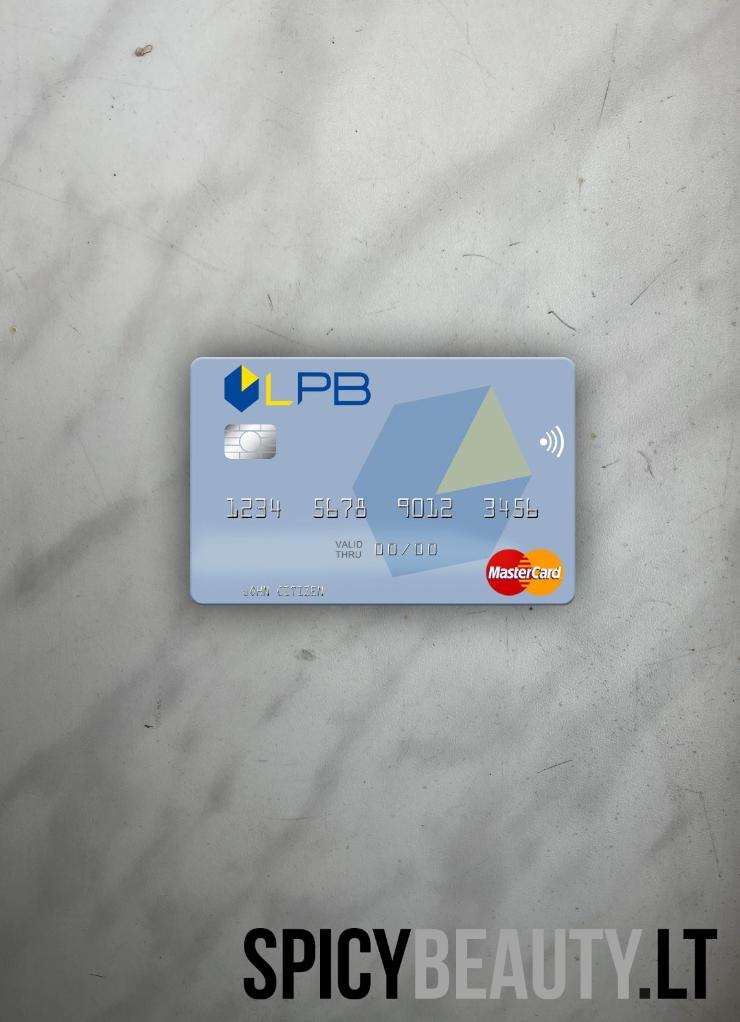 LPB
1234 5678 9012 3456
VALID
THRU 00/00
MasterCard
JOHN CITIZEN
SPICYBEAUTY.LT